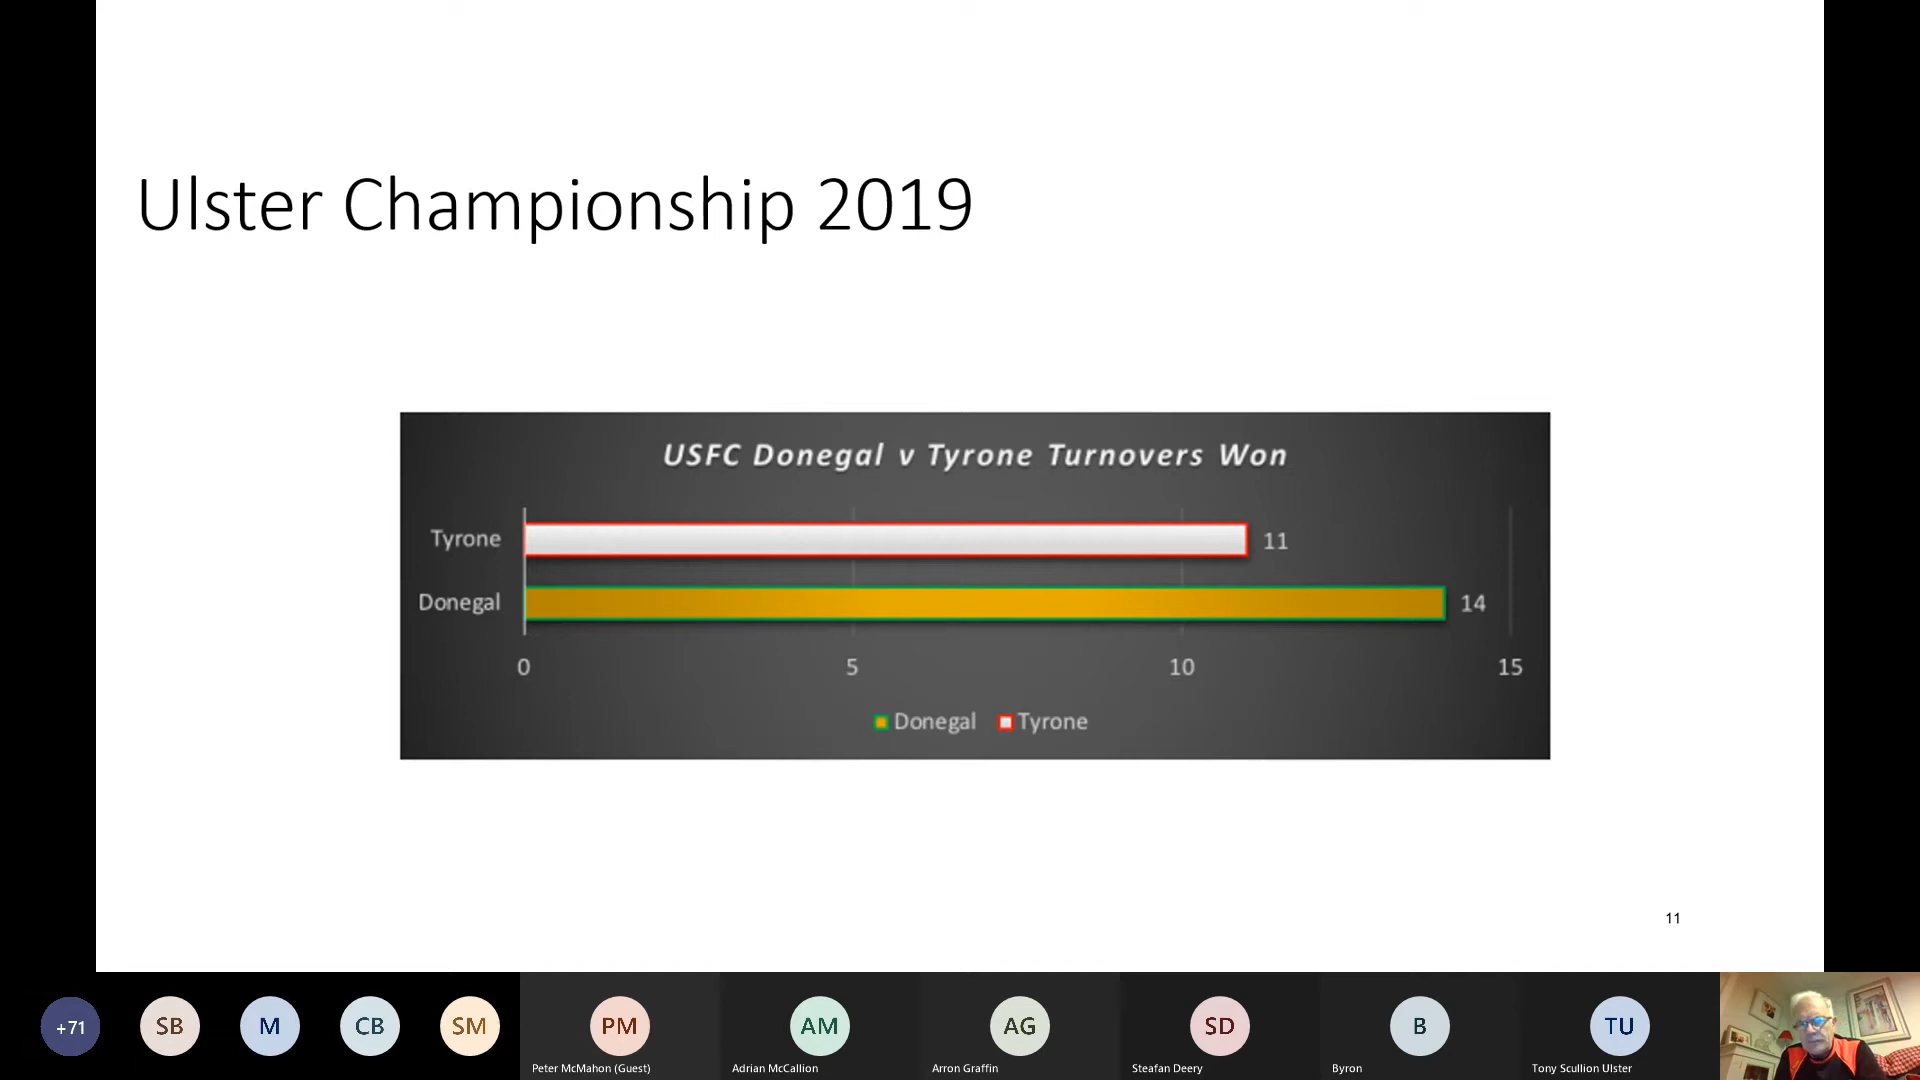 Ulster Championship 2019
USFC Donegal v Tyrone Turnovers Won
Tyrone
11
Donegal
14
0 5 10 15
Donegal Tyrone
11
+71 SB M CB SM PM AM AG SD B TU
Peter McMahon (Guest) Adrian McCallion Arron Graffin Steafan Deery Byron Tony Scullion Ulster